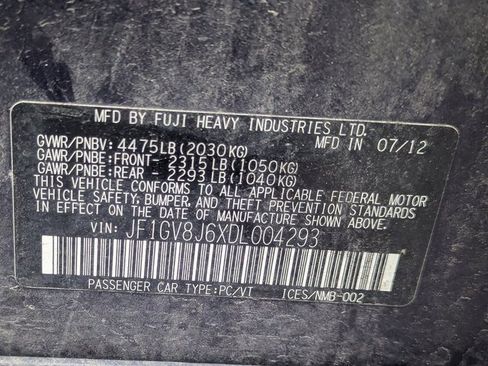 MFD BY FUJI HEAVY INDUSTRIES LTD.
GVWR/PNBV: 4475LB(2030KG) MFD IN 07/12
GAWR/PNBE:FRONT- 2315LB(1050KG)
GAWR/PNBE:REAR - 2293LB(1040KG)
THIS VEHICLE CONFORMS TO ALL APPLICABLE FEDERAL MOTOR
VEHICLE SAFETY, BUMPER, AND THEFT PREVENTION STANDARDS
IN EFFECT ON THE DATE OF MANUFACTURE SHOWN ABOVE.
VIN: JF1GV8J6XDL004293
PASSENGER CAR TYPE:PC/VT ICES/NMB-002